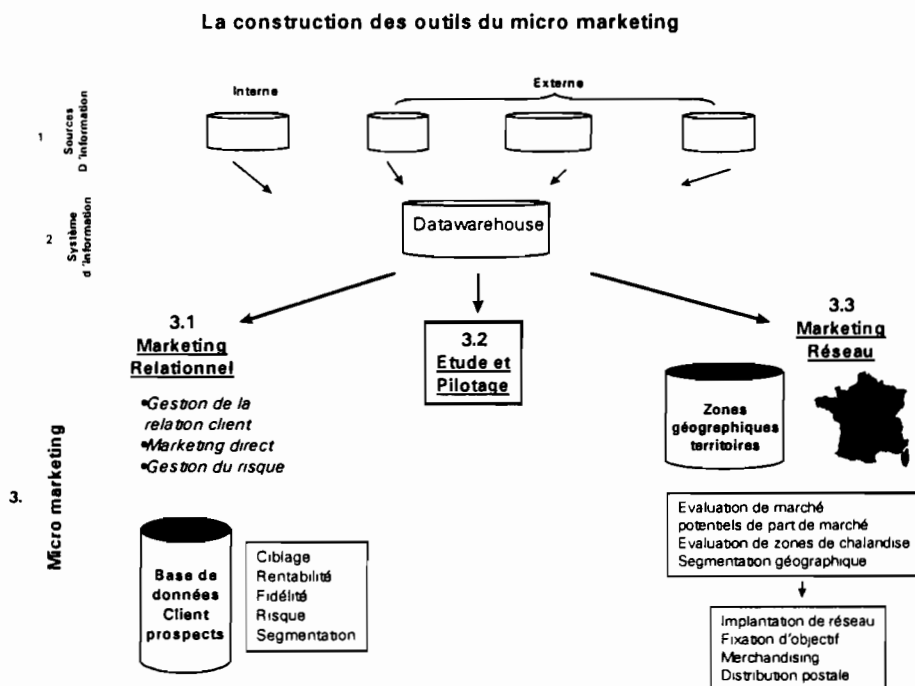 La construction des outils du micro marketing
Interne
Externe
1
Sources
D 'information
2
Système
d 'information
Datawarehouse
3.1
Marketing
Relationnel
•Gestion de la
relation client
•Marketing direct
•Gestion du risque
3.2
Etude et
Pilotage
3.3
Marketing
Réseau
Zones
géographiques
territoires
3.
Micro marketing
Base de
données
Client
prospects
Ciblage
Rentabilité
Fidélité
Risque
Segmentation
Evaluation de marché
potentiels de part de marché
Evaluation de zones de chalandise
Segmentation géographique
Implantation de réseau
Fixation d'objectif
Merchandising
Distribution postale